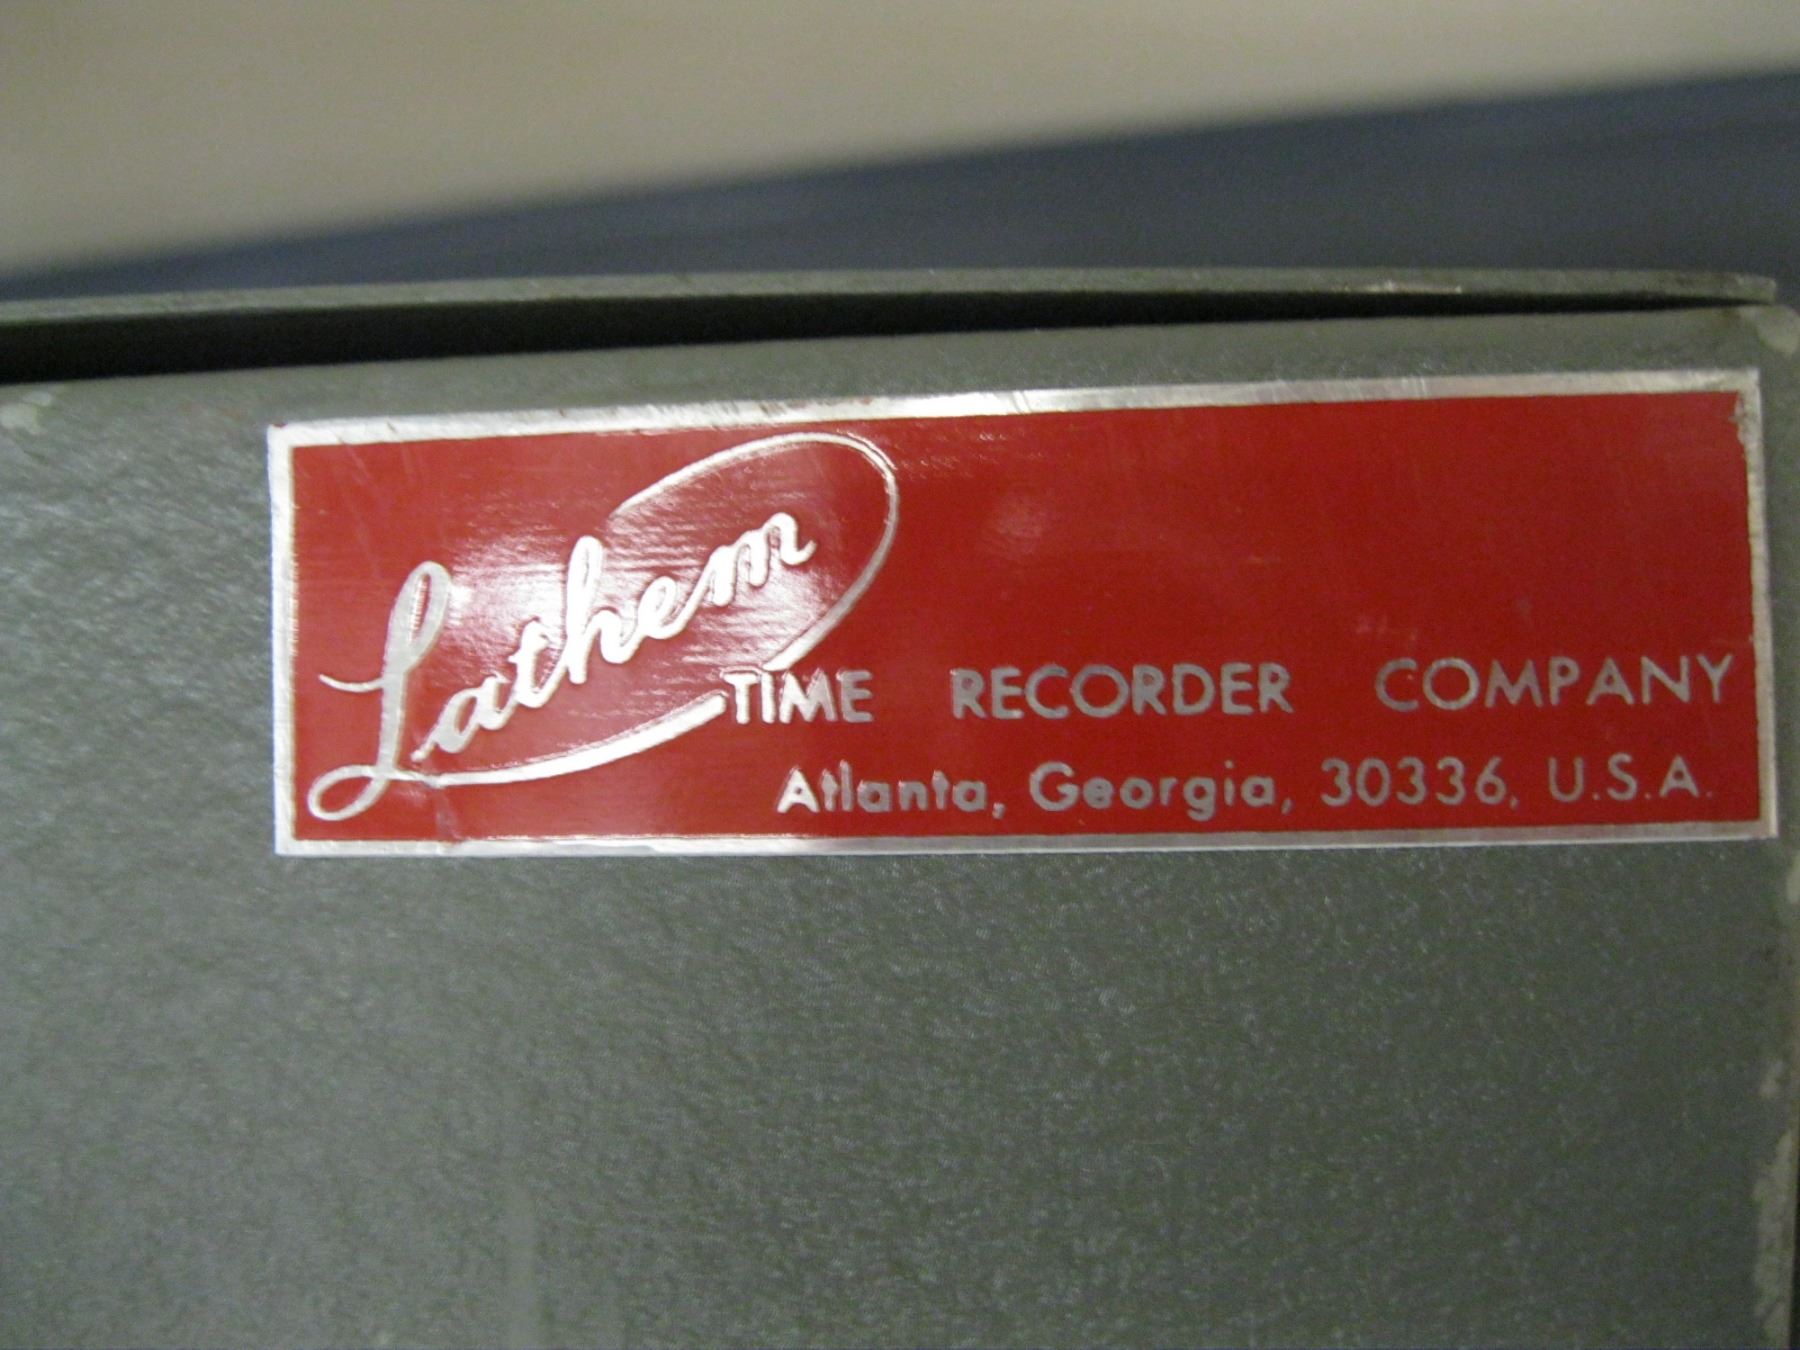 Lathem
TIME RECORDER COMPANY
Atlanta, Georgia, 30336, U.S.A.